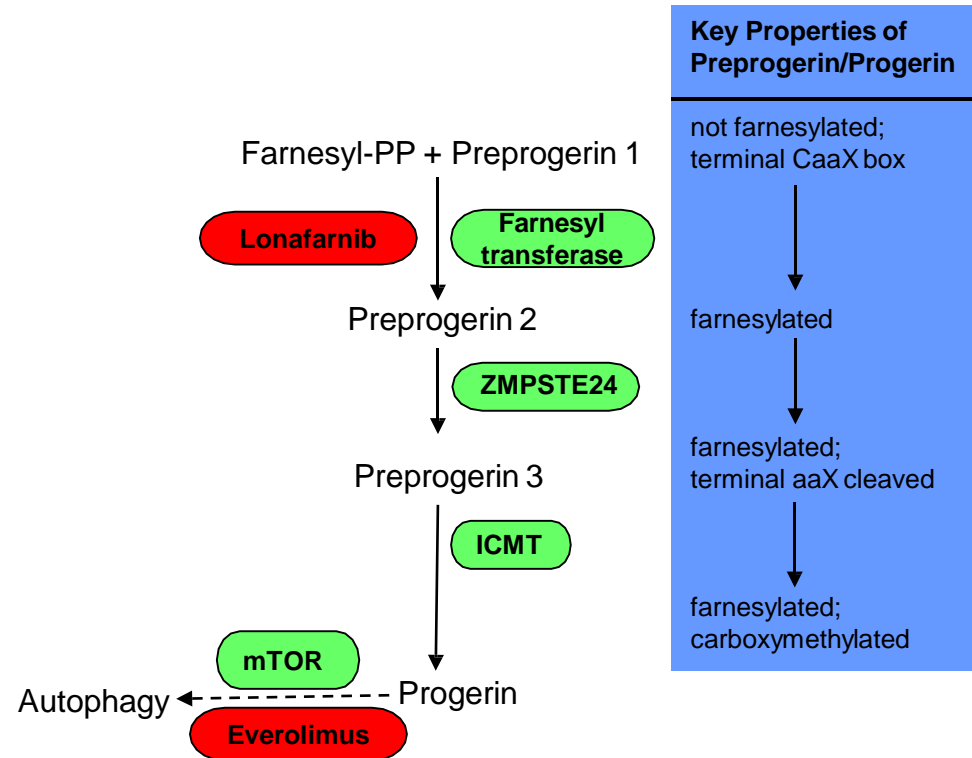 Key Properties of
Preprogerin/Progerin
not farnesylated;
terminal CaaX box
Farnesyl-PP + Preprogerin 1
Lonafarnib
Farnesyl
transferase
Preprogerin 2
farnesylated
ZMPSTE24
farnesylated;
terminal aaX cleaved
Preprogerin 3
ICMT
farnesylated;
carboxymethylated
mTOR
Autophagy
Progerin
Everolimus